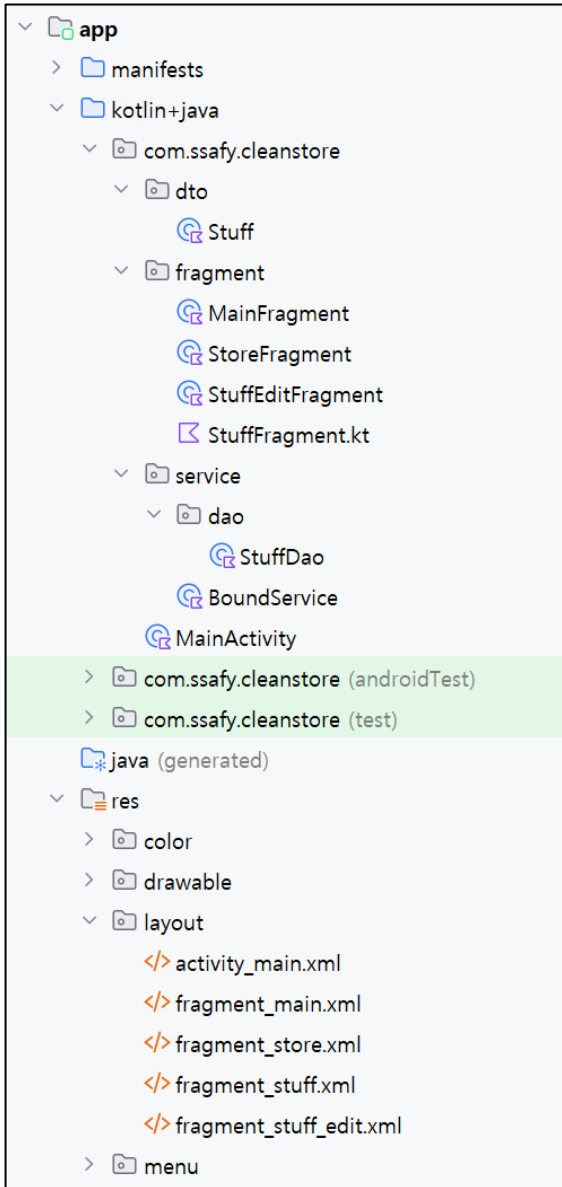 app
manifests
kotlin+java
com.ssafy.cleanstore
dto
Stuff
fragment
MainFragment
StoreFragment
StuffEditFragment
StuffFragment.kt
service
dao
StuffDao
BoundService
MainActivity
com.ssafy.cleanstore (androidTest)
com.ssafy.cleanstore (test)
java (generated)
res
color
drawable
layout
activity_main.xml
fragment_main.xml
fragment_store.xml
fragment_stuff.xml
fragment_stuff_edit.xml
menu